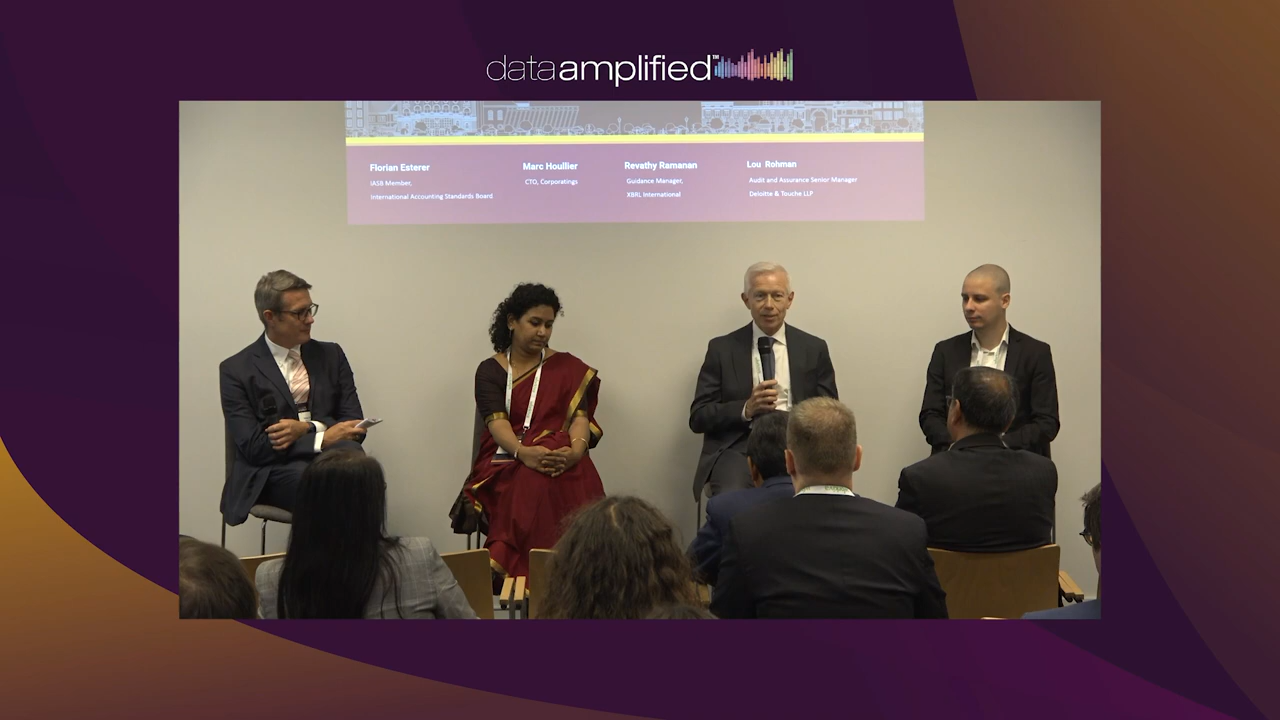 dataamplified™
Florian Esterer
IASB Member,
International Accounting Standards Board
Marc Houllier
CTO, Corporatings
Revathy Ramanan
Guidance Manager,
XBRL International
Lou Rohman
Audit and Assurance Senior Manager
Deloitte & Touche LLP